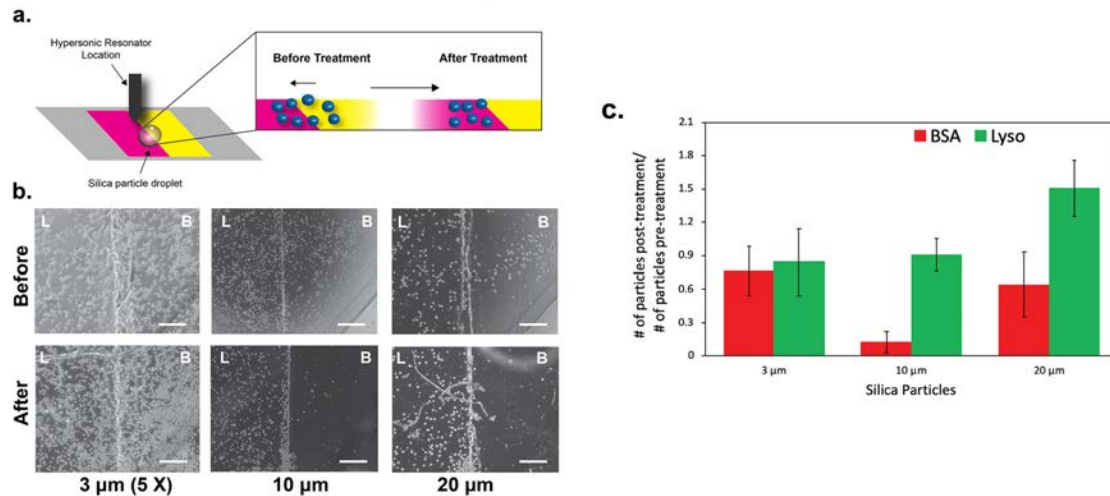 a.
Hypersonic Resonator
Location
Before Treatment
After Treatment
Silica particle droplet
b.
Before
L B
L B
L B
After
L B
L B
L B
3 µm (5 X)
10 µm
20 µm
c.
# of particles post-treatment/
# of particles pre-treatment
2.1
1.8
1.5
1.2
0.9
0.6
0.3
0
BSA
Lyso
3 µm
10 µm
20 µm
Silica Particles